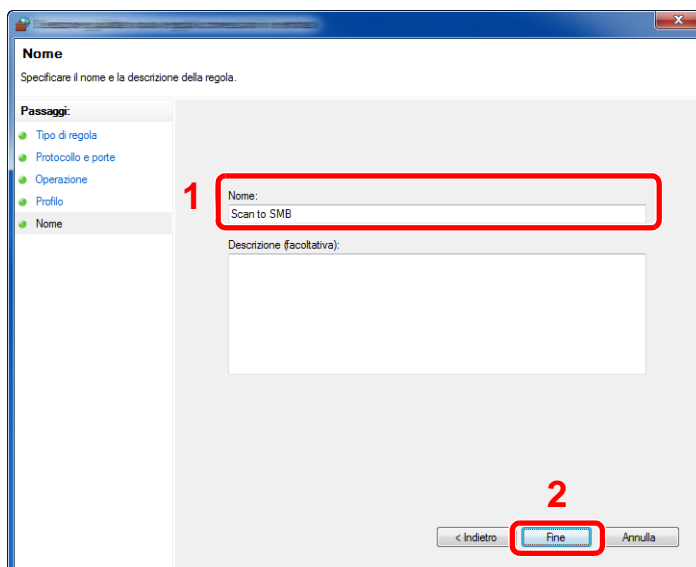 Nome
Specificare il nome e la descrizione della regola.
Passaggi:
Tipo di regola
Protocollo e porte
Operazione
Profilo
Nome
1
Nome:
Scan to SMB
Descrizione (facoltativa):
2
< Indietro
Fine
Annulla